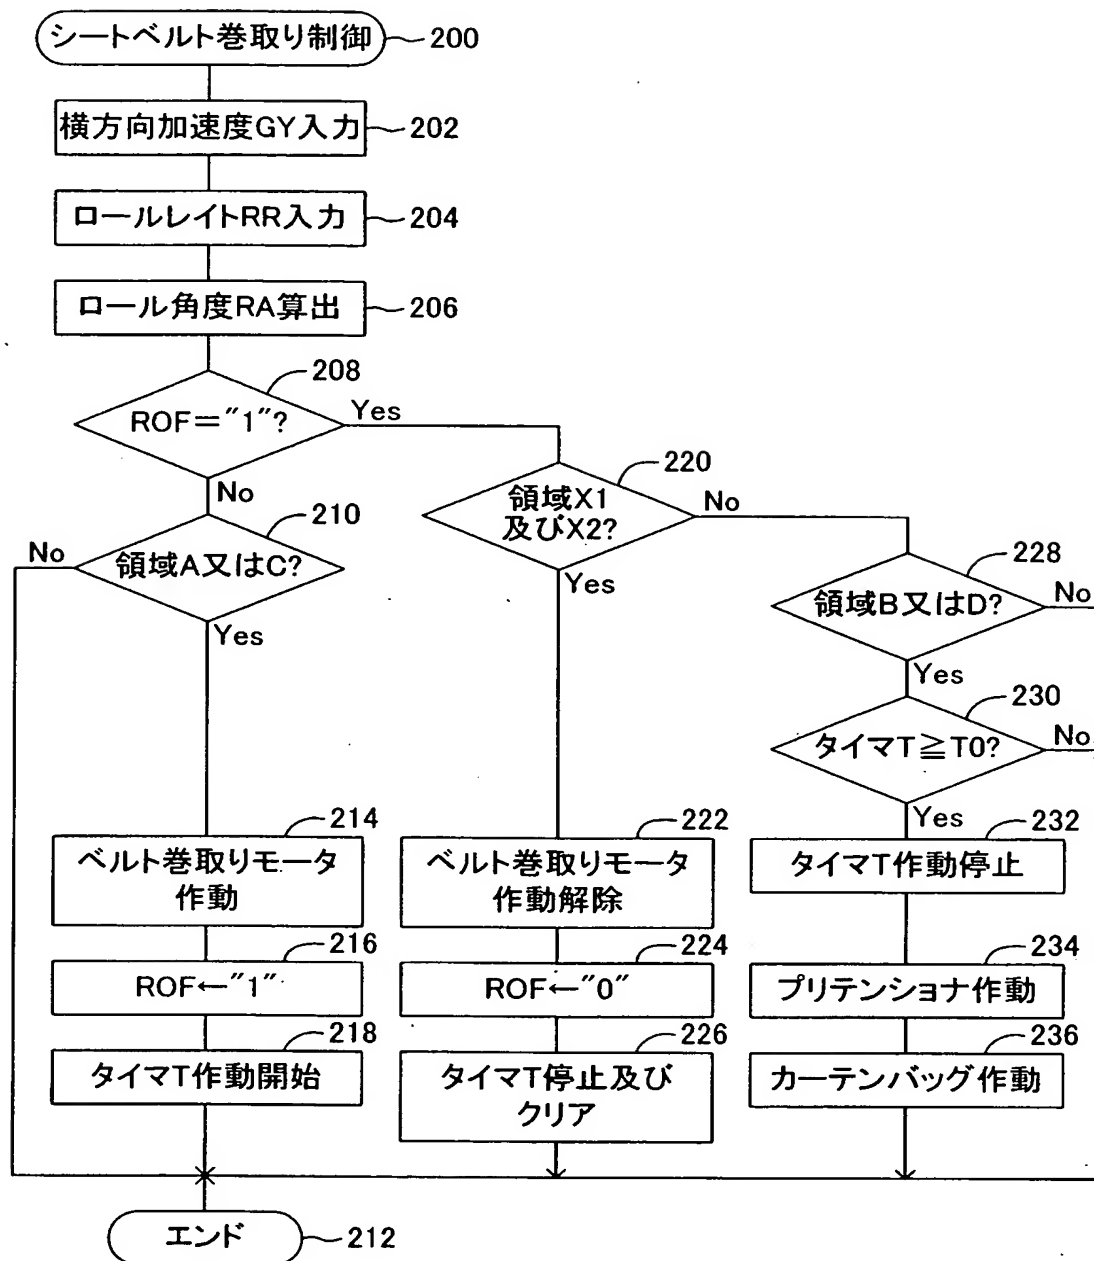 シートベルト巻取り制御
200
横方向加速度GY入力
202
ロールレイトRR入力
204
ロール角度RA算出
206
208
ROF＝"1"?
Yes
No
210
領域A又はC?
No
Yes
220
領域X1
及びX2?
No
Yes
228
領域B又はD?
No
Yes
230
タイマT≧T0?
No
Yes
214
ベルト巻取りモータ
作動
216
ROF←"1"
218
タイマT作動開始
222
ベルト巻取りモータ
作動解除
224
ROF←"0"
226
タイマT停止及び
クリア
232
タイマT作動停止
234
プリテンショナ作動
236
カーテンバッグ作動
エンド
212